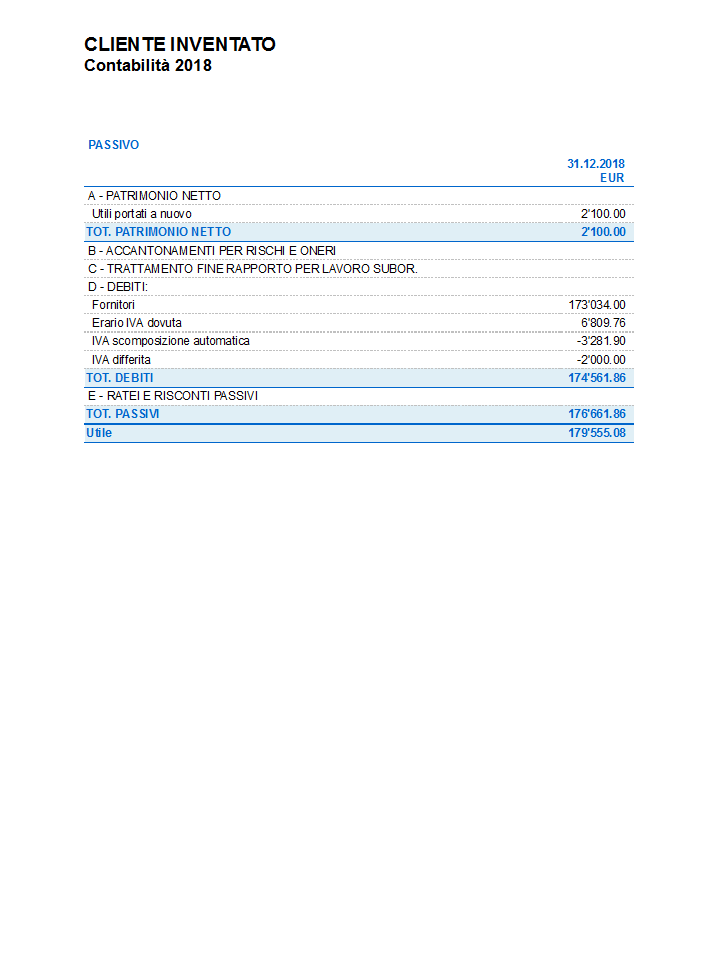 CLIENTE INVENTATO
Contabilità 2018
PASSIVO
31.12.2018
EUR
A - PATRIMONIO NETTO
Utili portati a nuovo 2'100.00
TOT. PATRIMONIO NETTO 2'100.00
B - ACCANTONAMENTI PER RISCHI E ONERI
C - TRATTAMENTO FINE RAPPORTO PER LAVORO SUBOR.
D - DEBITI:
Fornitori 173'034.00
Erario IVA dovuta 6'809.76
IVA scomposizione automatica -3'281.90
IVA differita -2'000.00
TOT. DEBITI 174'561.86
E - RATEI E RISCONTI PASSIVI
TOT. PASSIVI 176'661.86
Utile 179'555.08